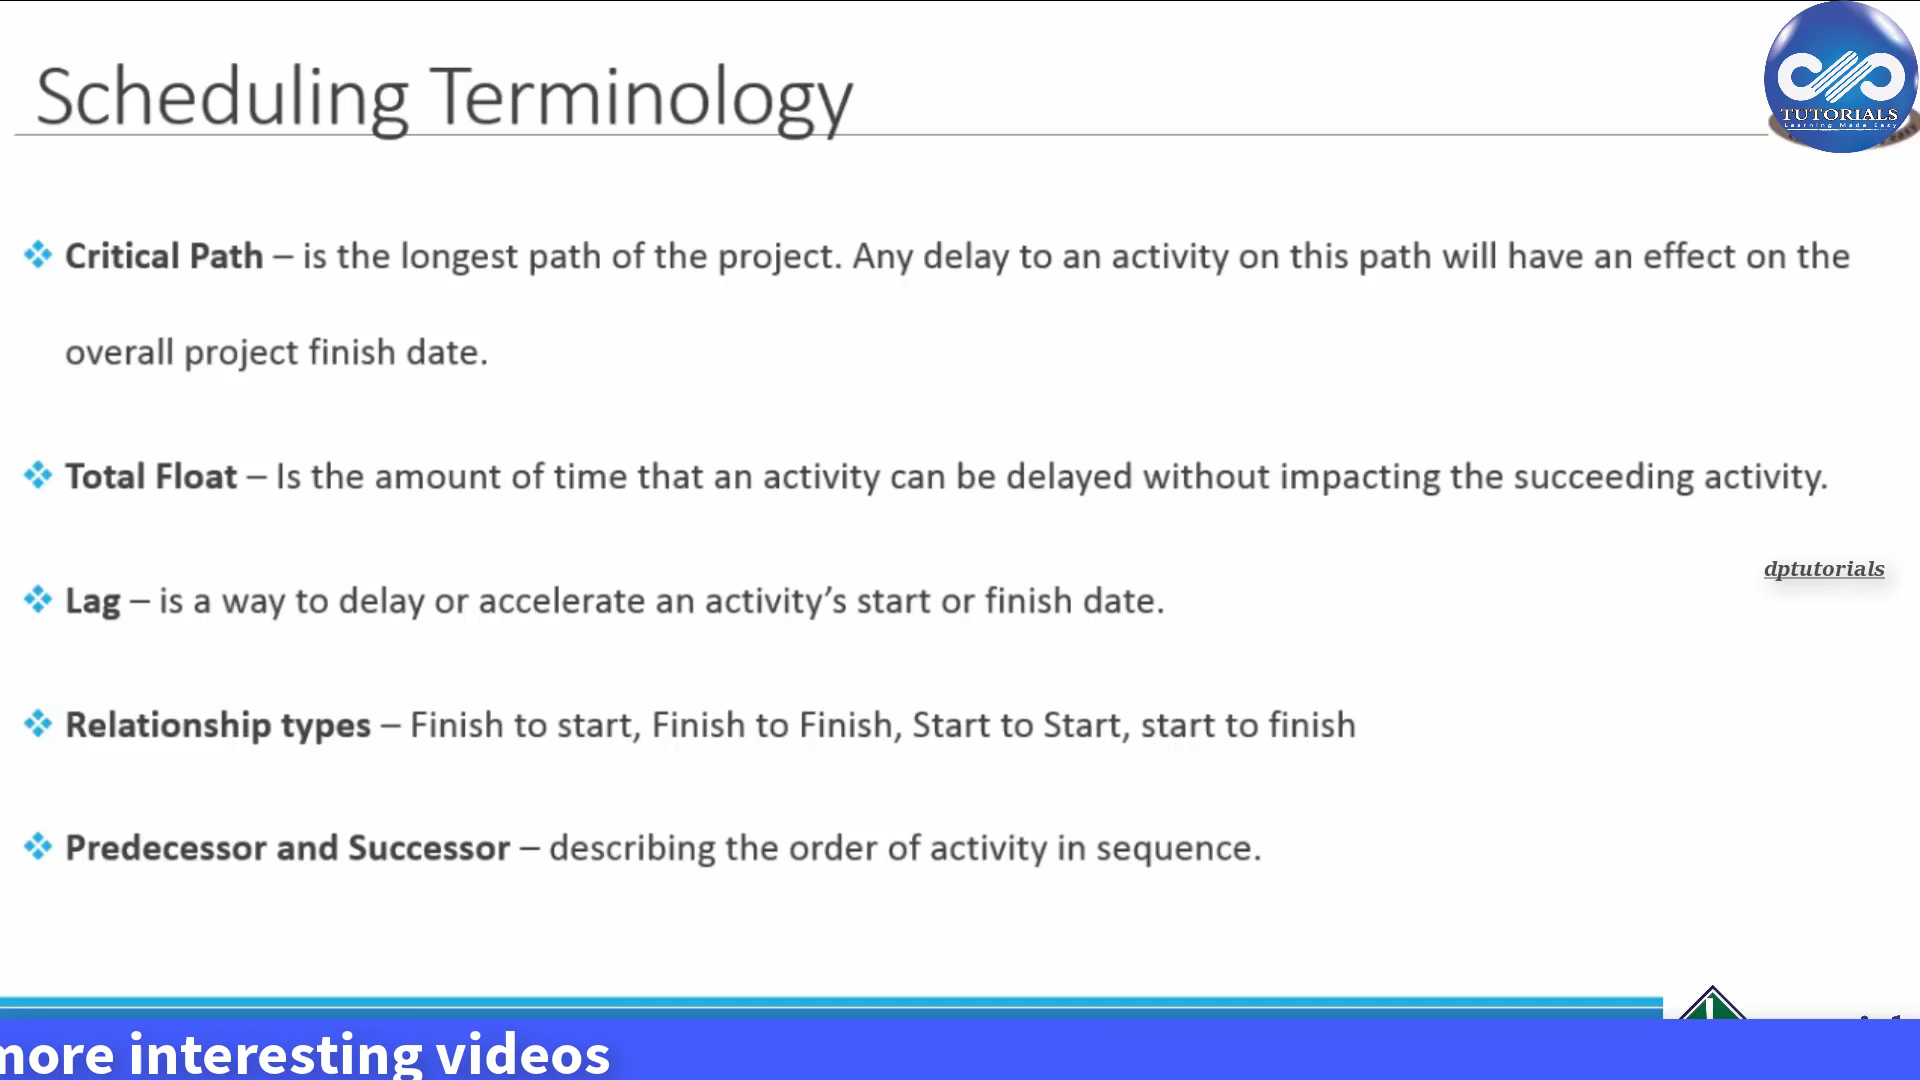 Scheduling Terminology
TUTORIALS
Learning Made Easy
Critical Path – is the longest path of the project. Any delay to an activity on this path will have an effect on the
overall project finish date.
Total Float – Is the amount of time that an activity can be delayed without impacting the succeeding activity.
dptutorials
Lag – is a way to delay or accelerate an activity’s start or finish date.
Relationship types – Finish to start, Finish to Finish, Start to Start, start to finish
Predecessor and Successor – describing the order of activity in sequence.
more interesting videos